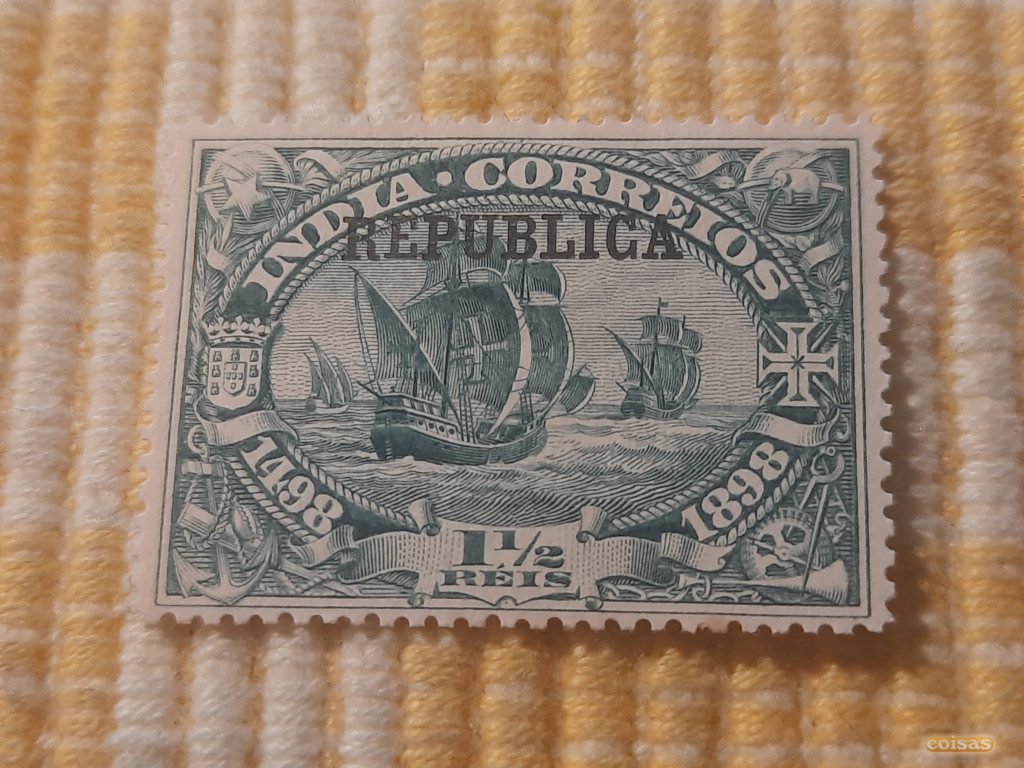 INDIA · CORREIOS
REPUBLICA
1498
1898
1 1/2
REIS
coisas